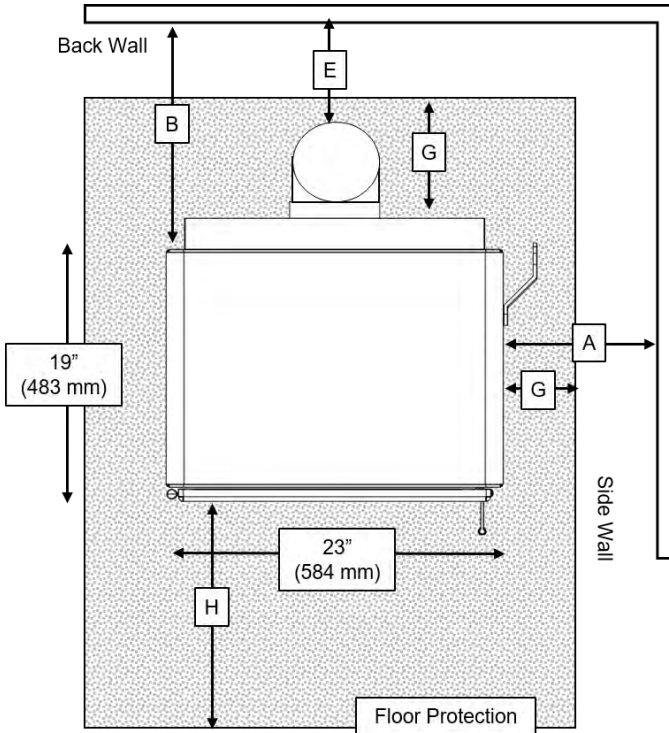 Back Wall
E
B
G
A
19”
(483 mm)
G
Side Wall
23”
(584 mm)
H
Floor Protection